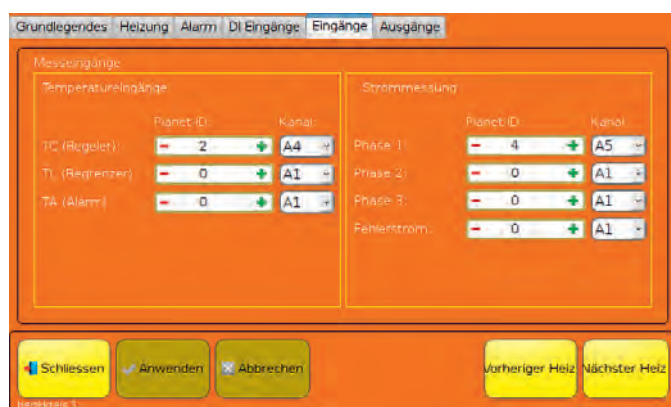 Grundlegendes Heizung Alarm DI Eingänge Eingänge Ausgänge
Messeingänge
Temperatureingänge:
Planet ID: Kanal:
TC (Regeler): - 2 + A4
TL (Begrenzer) - 0 + A1
TA (Alarm) - 0 + A1
Strommessung
Planet ID: Kanal:
Phase 1: - 4 + A5
Phase 2: - 0 + A1
Phase 3: - 0 + A1
Fehlerstrom: - 0 + A1
Schliessen Anwenden Abbrechen Vorheriger Heiz Nächster Heiz